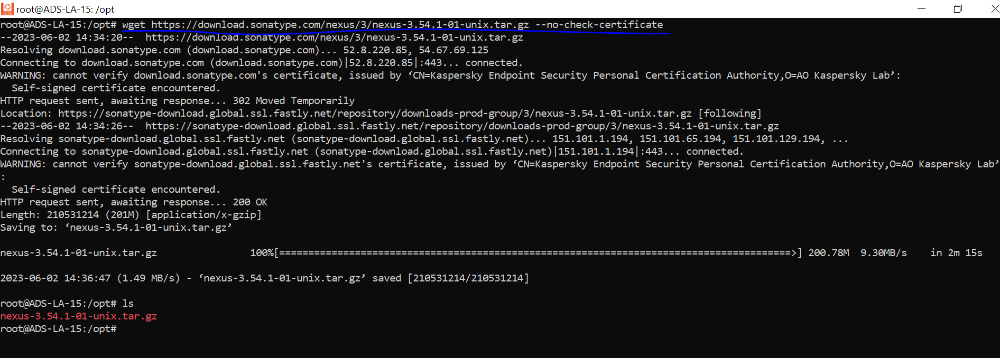 root@ADS-LA-15: /opt
root@ADS-LA-15:/opt# wget https://download.sonatype.com/nexus/3/nexus-3.54.1-01-unix.tar.gz --no-check-certificate
--2023-06-02 14:34:20--  https://download.sonatype.com/nexus/3/nexus-3.54.1-01-unix.tar.gz
Resolving download.sonatype.com (download.sonatype.com)... 52.8.220.85, 54.67.69.125
Connecting to download.sonatype.com (download.sonatype.com)|52.8.220.85|:443... connected.
WARNING: cannot verify download.sonatype.com's certificate, issued by ‘CN=Kaspersky Endpoint Security Personal Certification Authority,O=AO Kaspersky Lab’:
  Self-signed certificate encountered.
HTTP request sent, awaiting response... 302 Moved Temporarily
Location: https://sonatype-download.global.ssl.fastly.net/repository/downloads-prod-group/3/nexus-3.54.1-01-unix.tar.gz [following]
--2023-06-02 14:34:26--  https://sonatype-download.global.ssl.fastly.net/repository/downloads-prod-group/3/nexus-3.54.1-01-unix.tar.gz
Resolving sonatype-download.global.ssl.fastly.net (sonatype-download.global.ssl.fastly.net)... 151.101.1.194, 151.101.65.194, 151.101.129.194, ...
Connecting to sonatype-download.global.ssl.fastly.net (sonatype-download.global.ssl.fastly.net)|151.101.1.194|:443... connected.
WARNING: cannot verify sonatype-download.global.ssl.fastly.net's certificate, issued by ‘CN=Kaspersky Endpoint Security Personal Certification Authority,O=AO Kaspersky Lab’
:
  Self-signed certificate encountered.
HTTP request sent, awaiting response... 200 OK
Length: 210531214 (201M) [application/x-gzip]
Saving to: ‘nexus-3.54.1-01-unix.tar.gz’
nexus-3.54.1-01-unix.tar.gz                100%[========================================================================================>] 200.78M  9.30MB/s    in 2m 15s
2023-06-02 14:36:47 (1.49 MB/s) - ‘nexus-3.54.1-01-unix.tar.gz’ saved [210531214/210531214]
root@ADS-LA-15:/opt# ls
nexus-3.54.1-01-unix.tar.gz
root@ADS-LA-15:/opt#